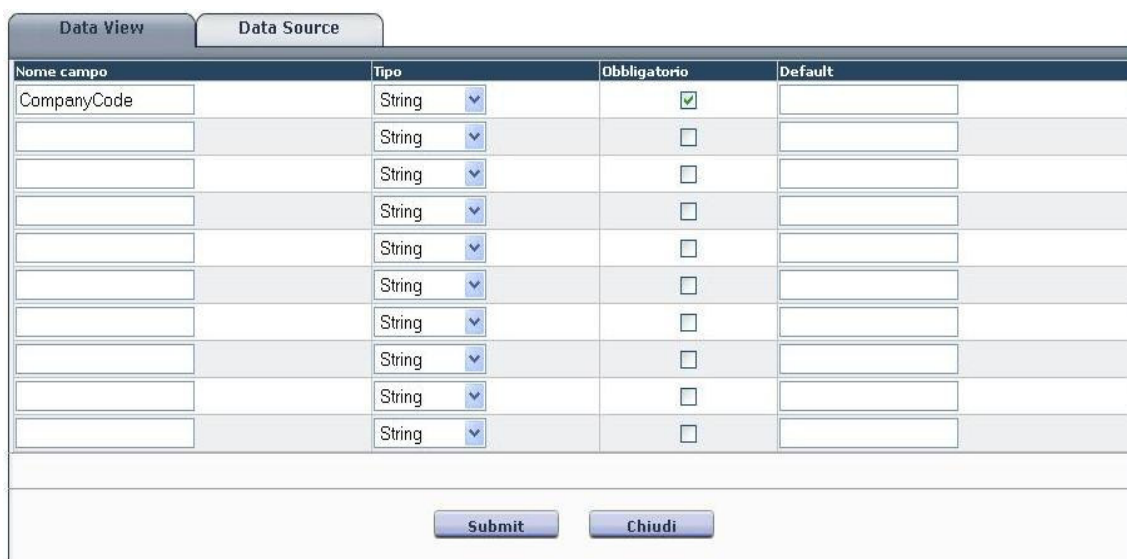 Data View Data Source
Nome campo Tipo Obbligatorio Default
CompanyCode String
String
String
String
String
String
String
String
String
String
Submit Chiudi